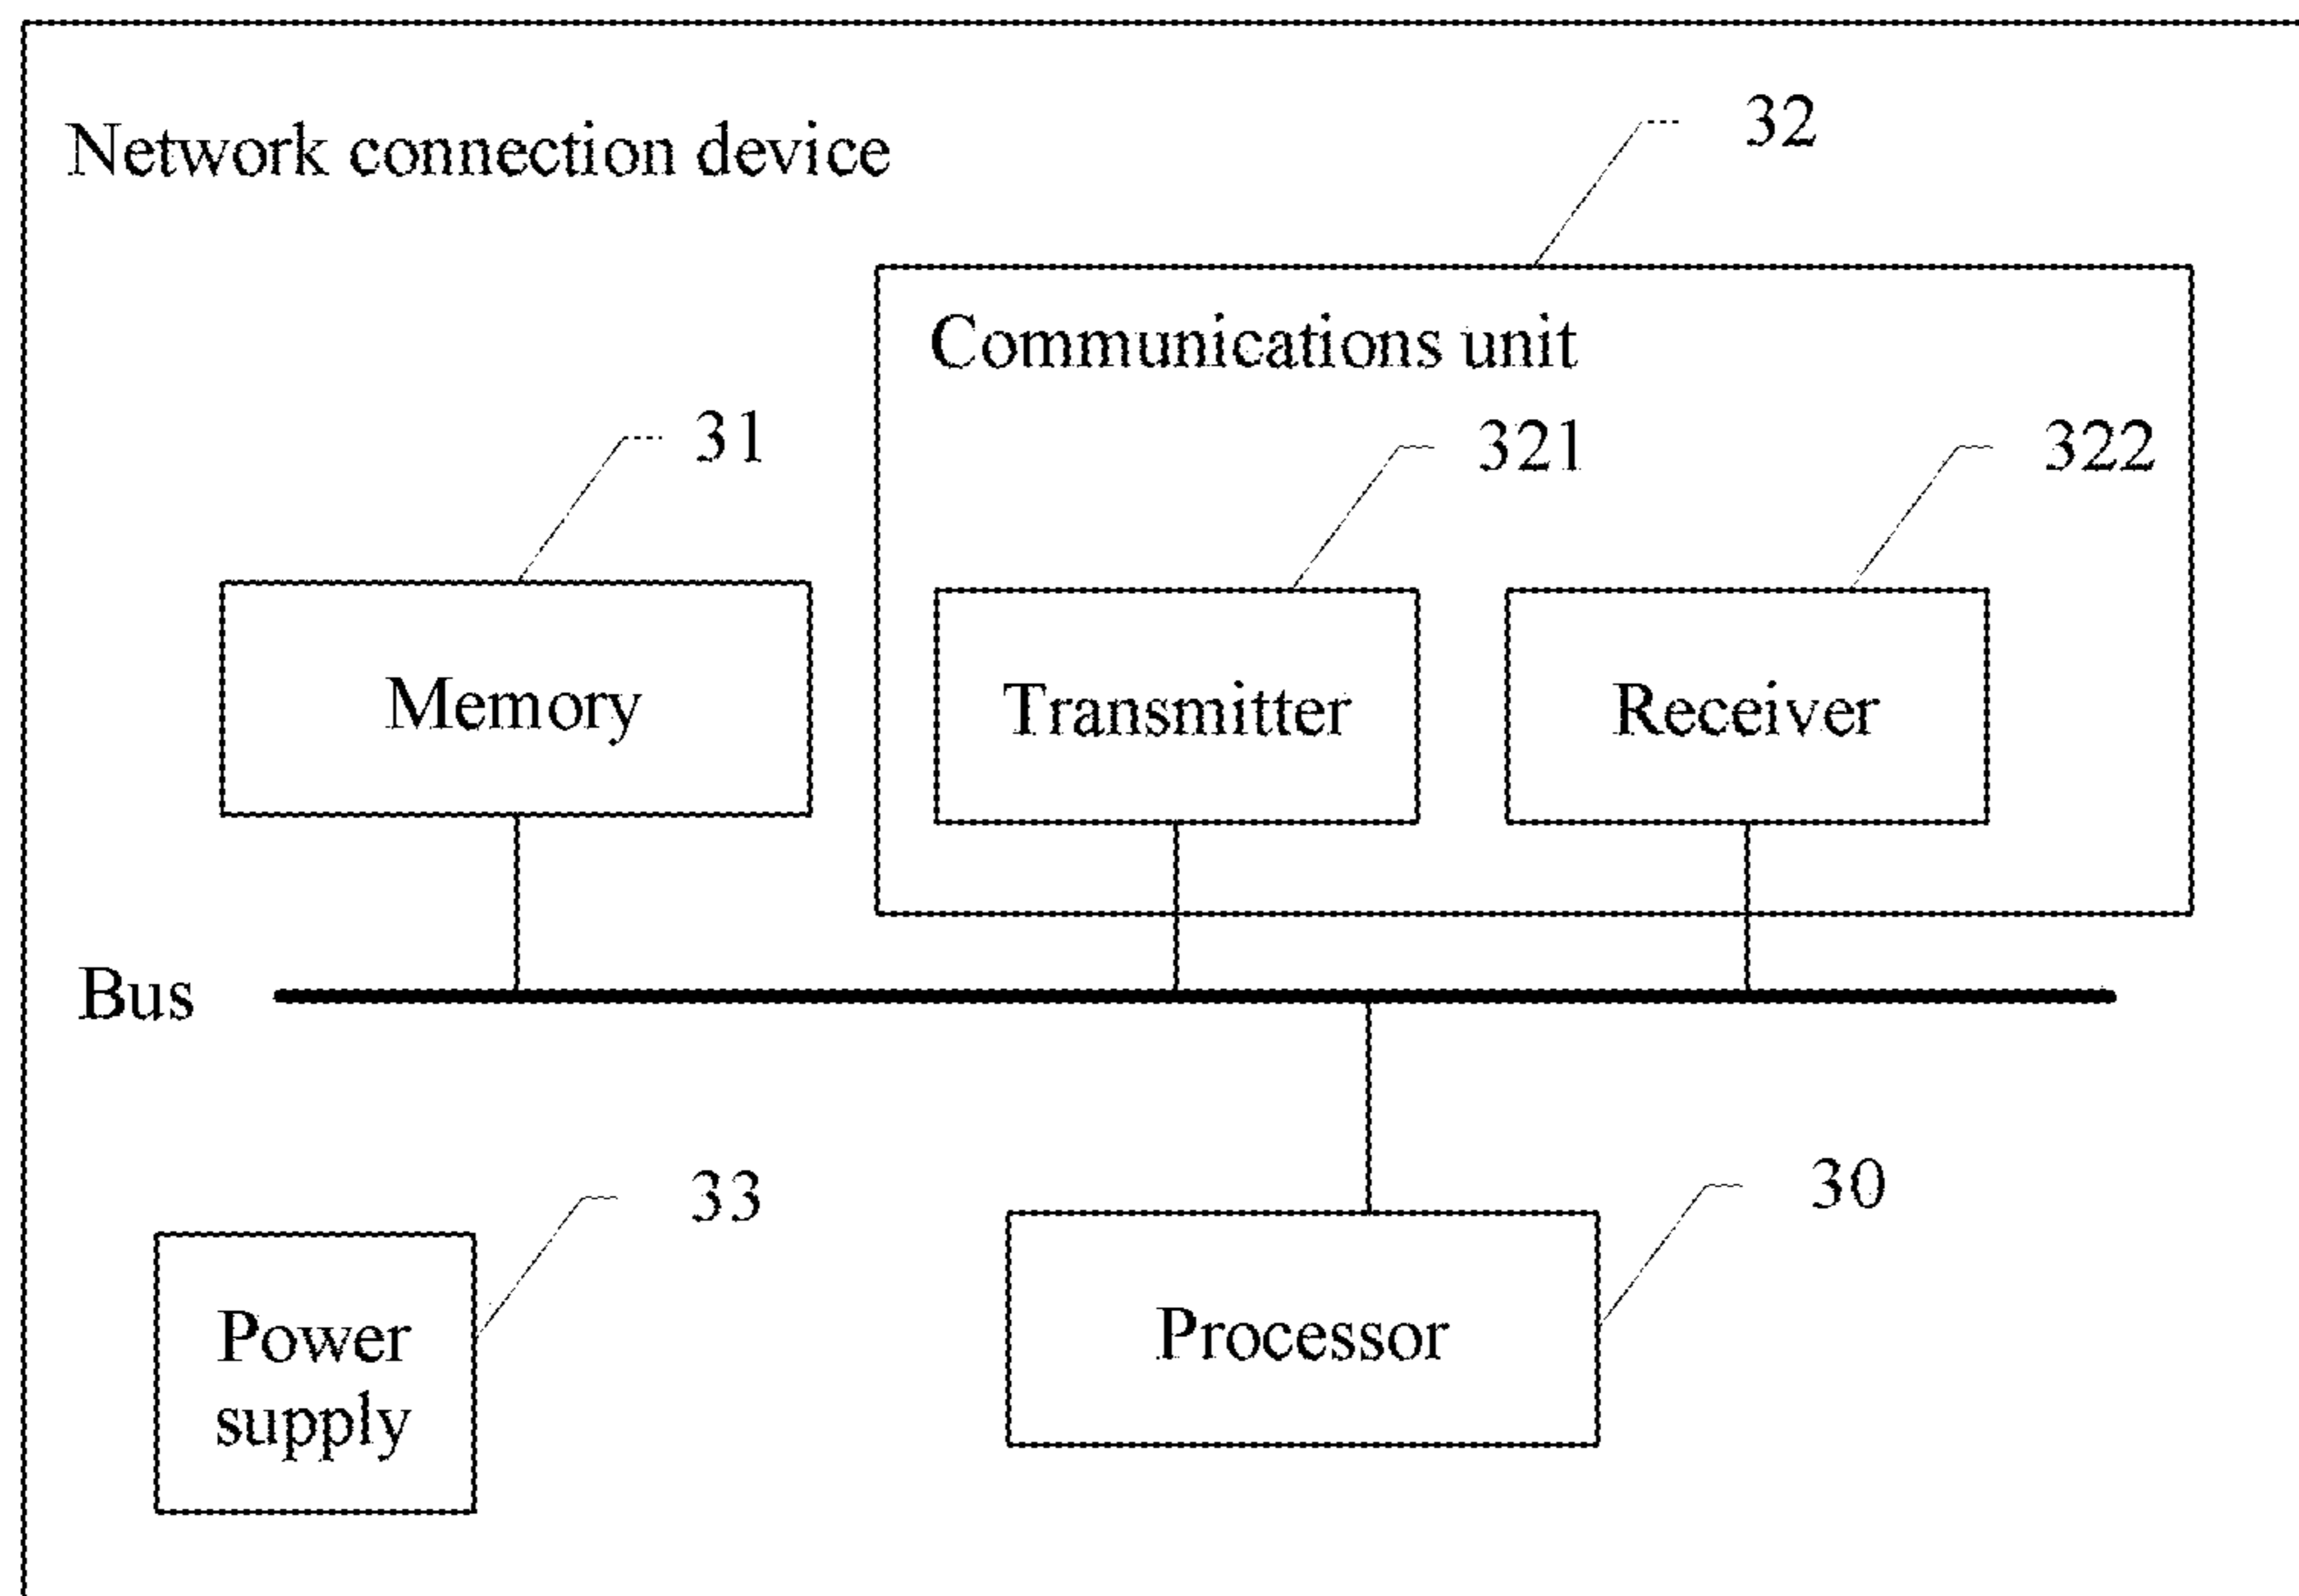 Network connection device
32
Communications unit
31
321
322
Memory
Transmitter
Receiver
Bus
33
30
Power
supply
Processor